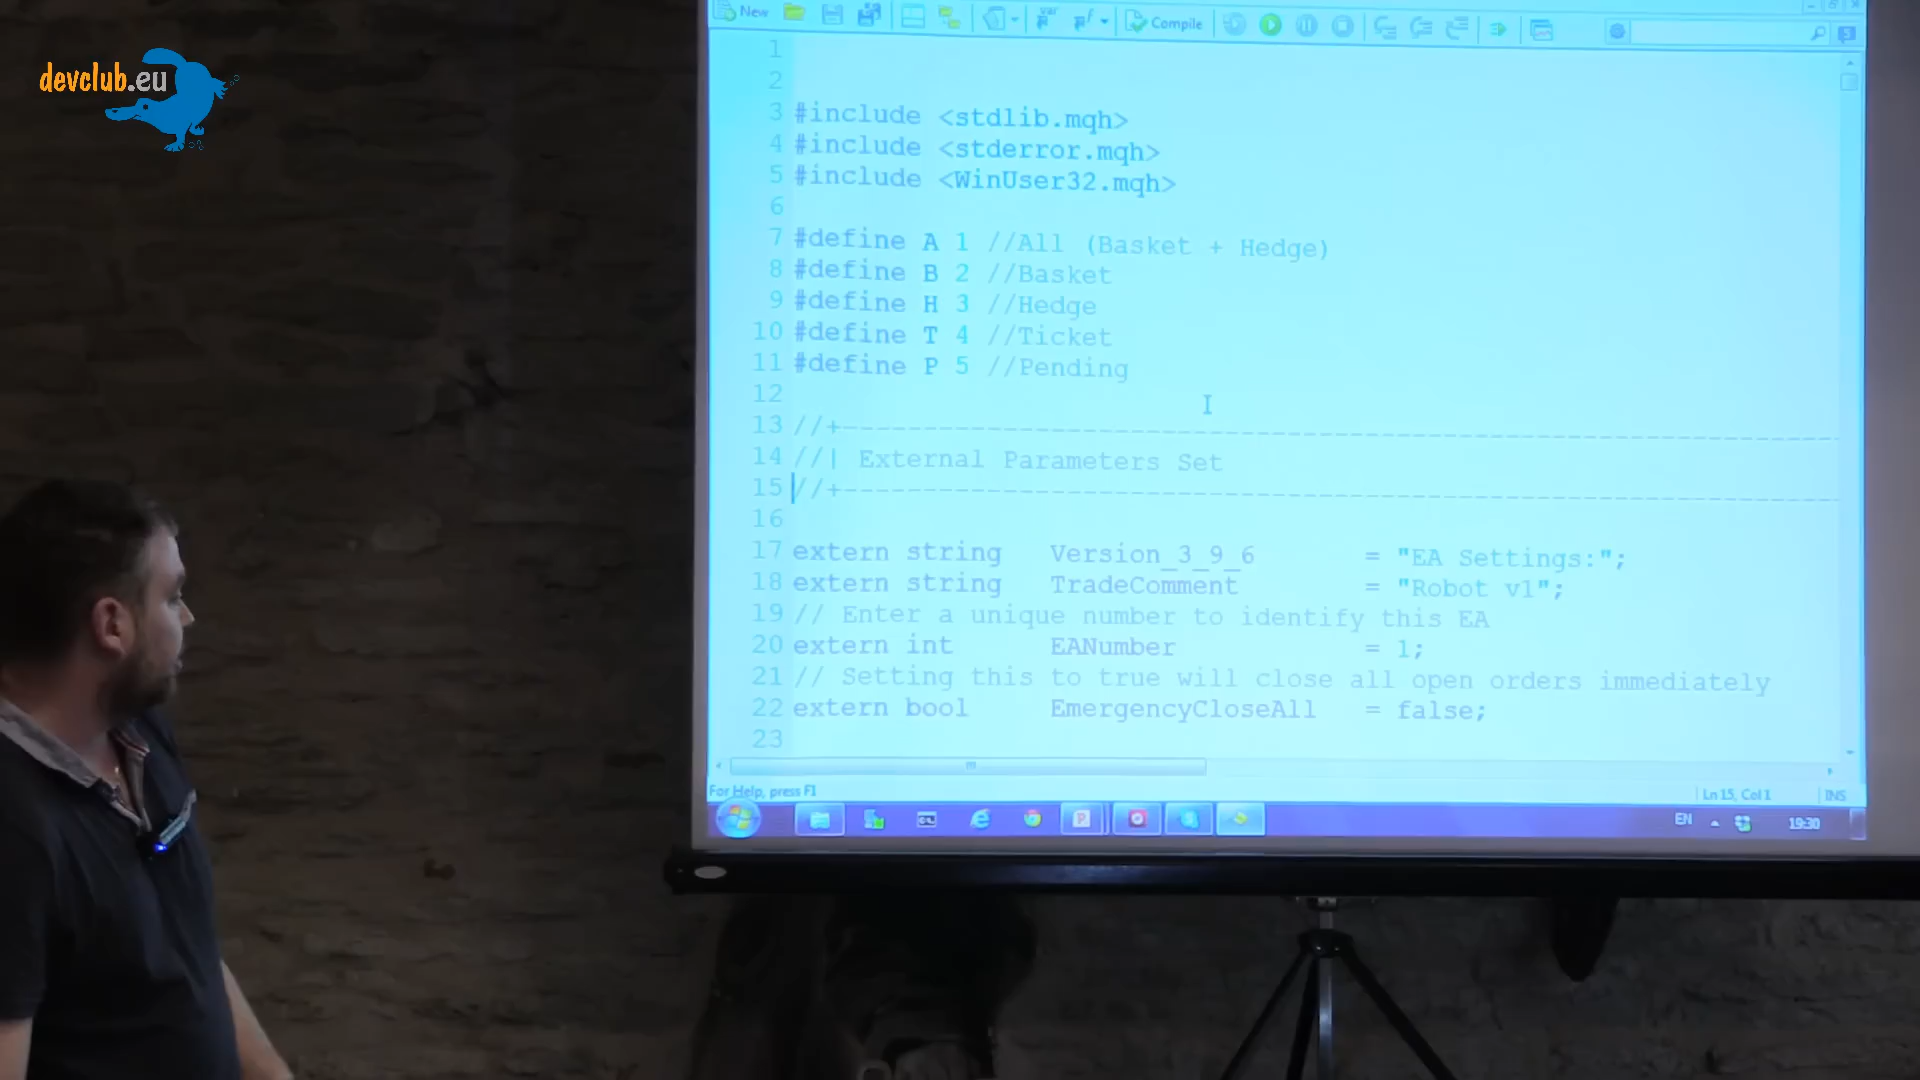 devclub.eu
New
Compile
1
2
3 #include <stdlib.mqh>
4 #include <stderror.mqh>
5 #include <WinUser32.mqh>
6
7 #define A 1 //All (Basket + Hedge)
8 #define B 2 //Basket
9 #define H 3 //Hedge
10 #define T 4 //Ticket
11 #define P 5 //Pending
12
13 //+----------------------------------------------------------------
14 //| External Parameters Set
15 //+----------------------------------------------------------------
16
17 extern string Version_3_9_6 = "EA Settings:";
18 extern string TradeComment = "Robot v1";
19 // Enter a unique number to identify this EA
20 extern int EANumber = 1;
21 // Setting this to true will close all open orders immediately
22 extern bool EmergencyCloseAll = false;
23
For Help, press F1
Ln 15, Col 1
INS
EN
19:30